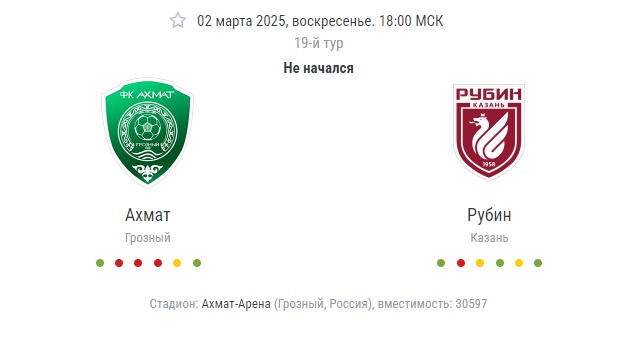 02 марта 2025, воскресенье. 18:00 МСК
19-й тур
Не начался
ФК АХМАТ
ГРОЗНЫЙ
РУБИН
КАЗАНЬ
1958
Ахмат
Рубин
Грозный
Казань
Стадион: Ахмат-Арена (Грозный, Россия), вместимость: 30597